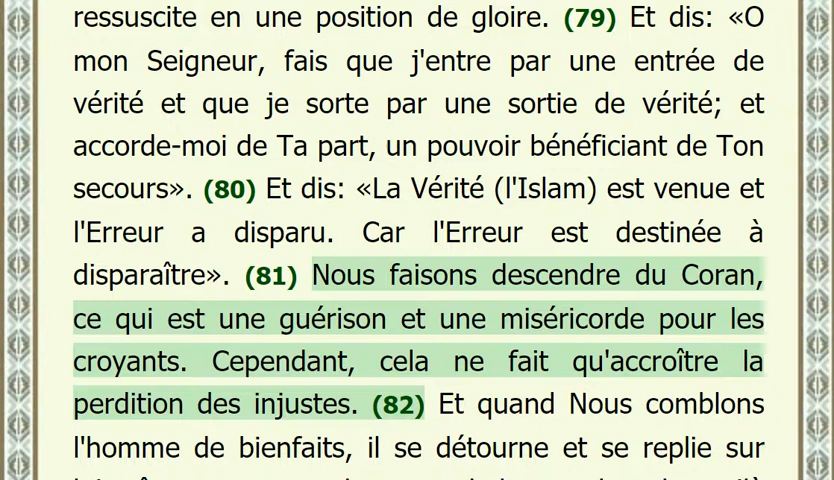 ressuscite en une position de gloire. (79) Et dis: «O
mon Seigneur, fais que j'entre par une entrée de
vérité et que je sorte par une sortie de vérité; et
accorde-moi de Ta part, un pouvoir bénéficiant de Ton
secours». (80) Et dis: «La Vérité (l'Islam) est venue et
l'Erreur a disparu. Car l'Erreur est destinée à
disparaître». (81) Nous faisons descendre du Coran,
ce qui est une guérison et une miséricorde pour les
croyants. Cependant, cela ne fait qu'accroître la
perdition des injustes. (82) Et quand Nous comblons
l'homme de bienfaits, il se détourne et se replie sur